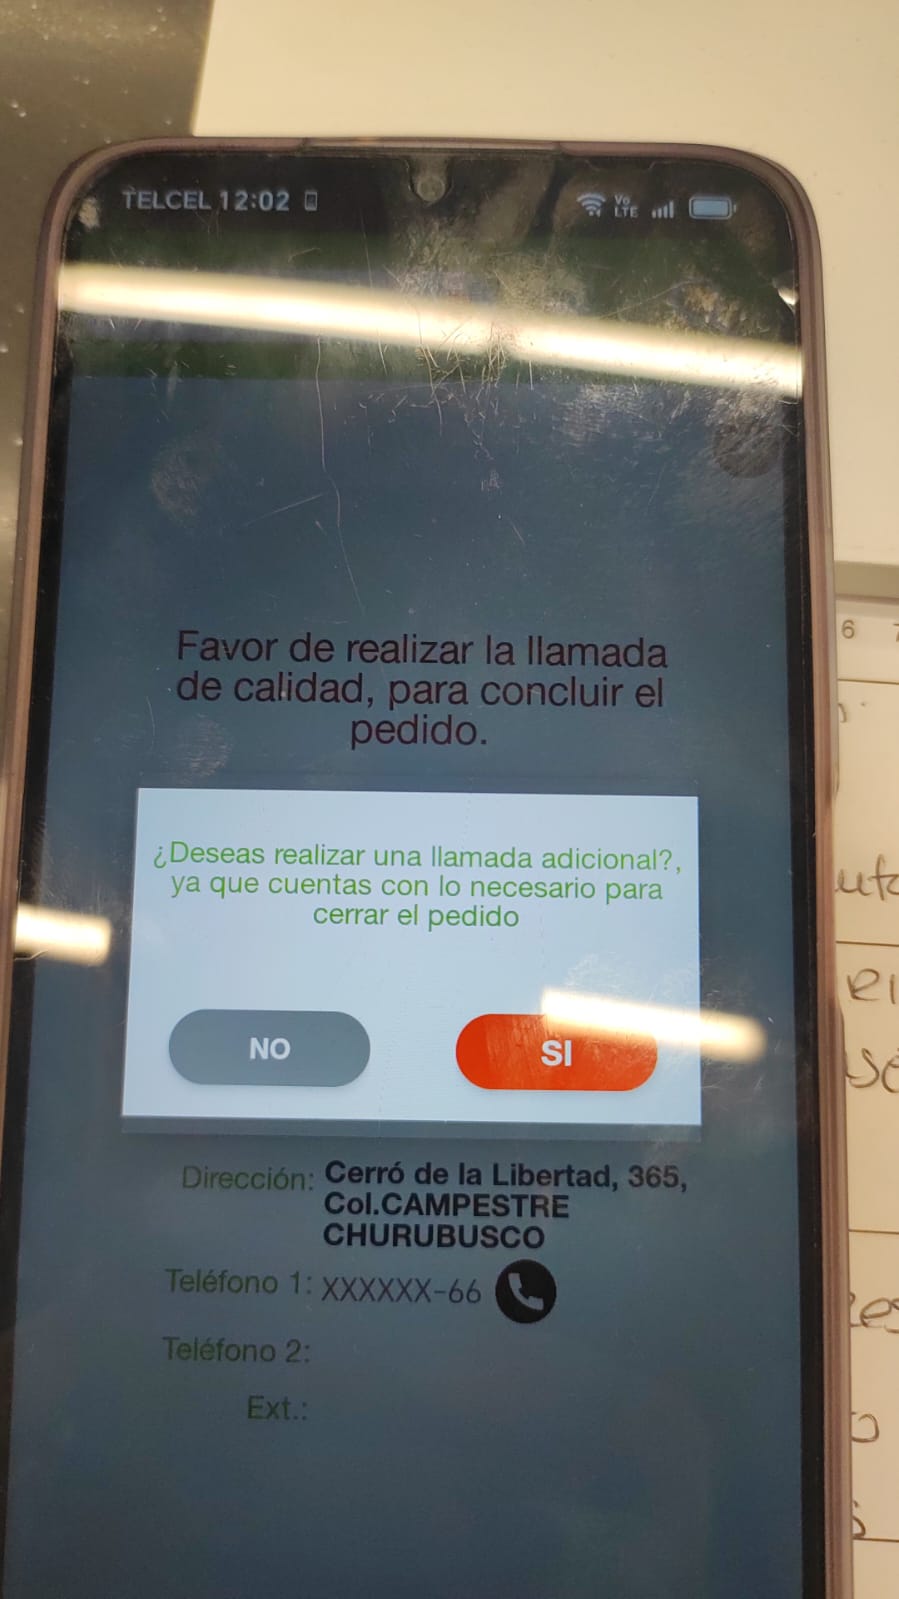 TELCEL 12:02
Vo
LTE
Favor de realizar la llamada
de calidad, para concluir el
pedido.
¿Deseas realizar una llamada adicional?,
ya que cuentas con lo necesario para
cerrar el pedido
NO
SI
Dirección: Cerró de la Libertad, 365,
Col.CAMPESTRE
CHURUBUSCO
Teléfono 1: XXXXXX-66
Teléfono 2:
Ext.:
6